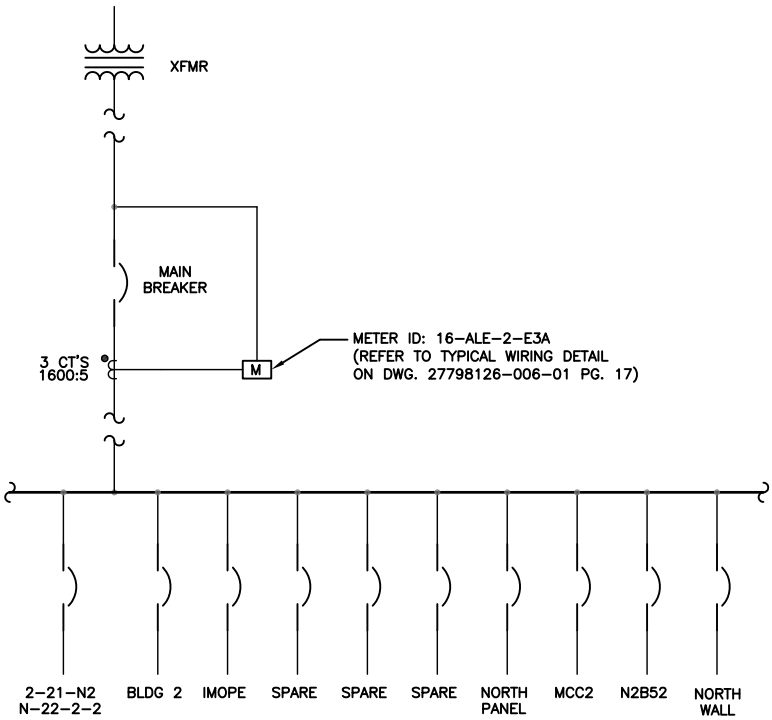 XFMR
MAIN
BREAKER
3 CT'S
1600:5
M
METER ID: 16-ALE-2-E3A
(REFER TO TYPICAL WIRING DETAIL
ON DWG. 27798126-006-01 PG. 17)
2-21-N2
N-22-2-2
BLDG 2
IMOPE
SPARE
SPARE
SPARE
NORTH
PANEL
MCC2
N2B52
NORTH
WALL